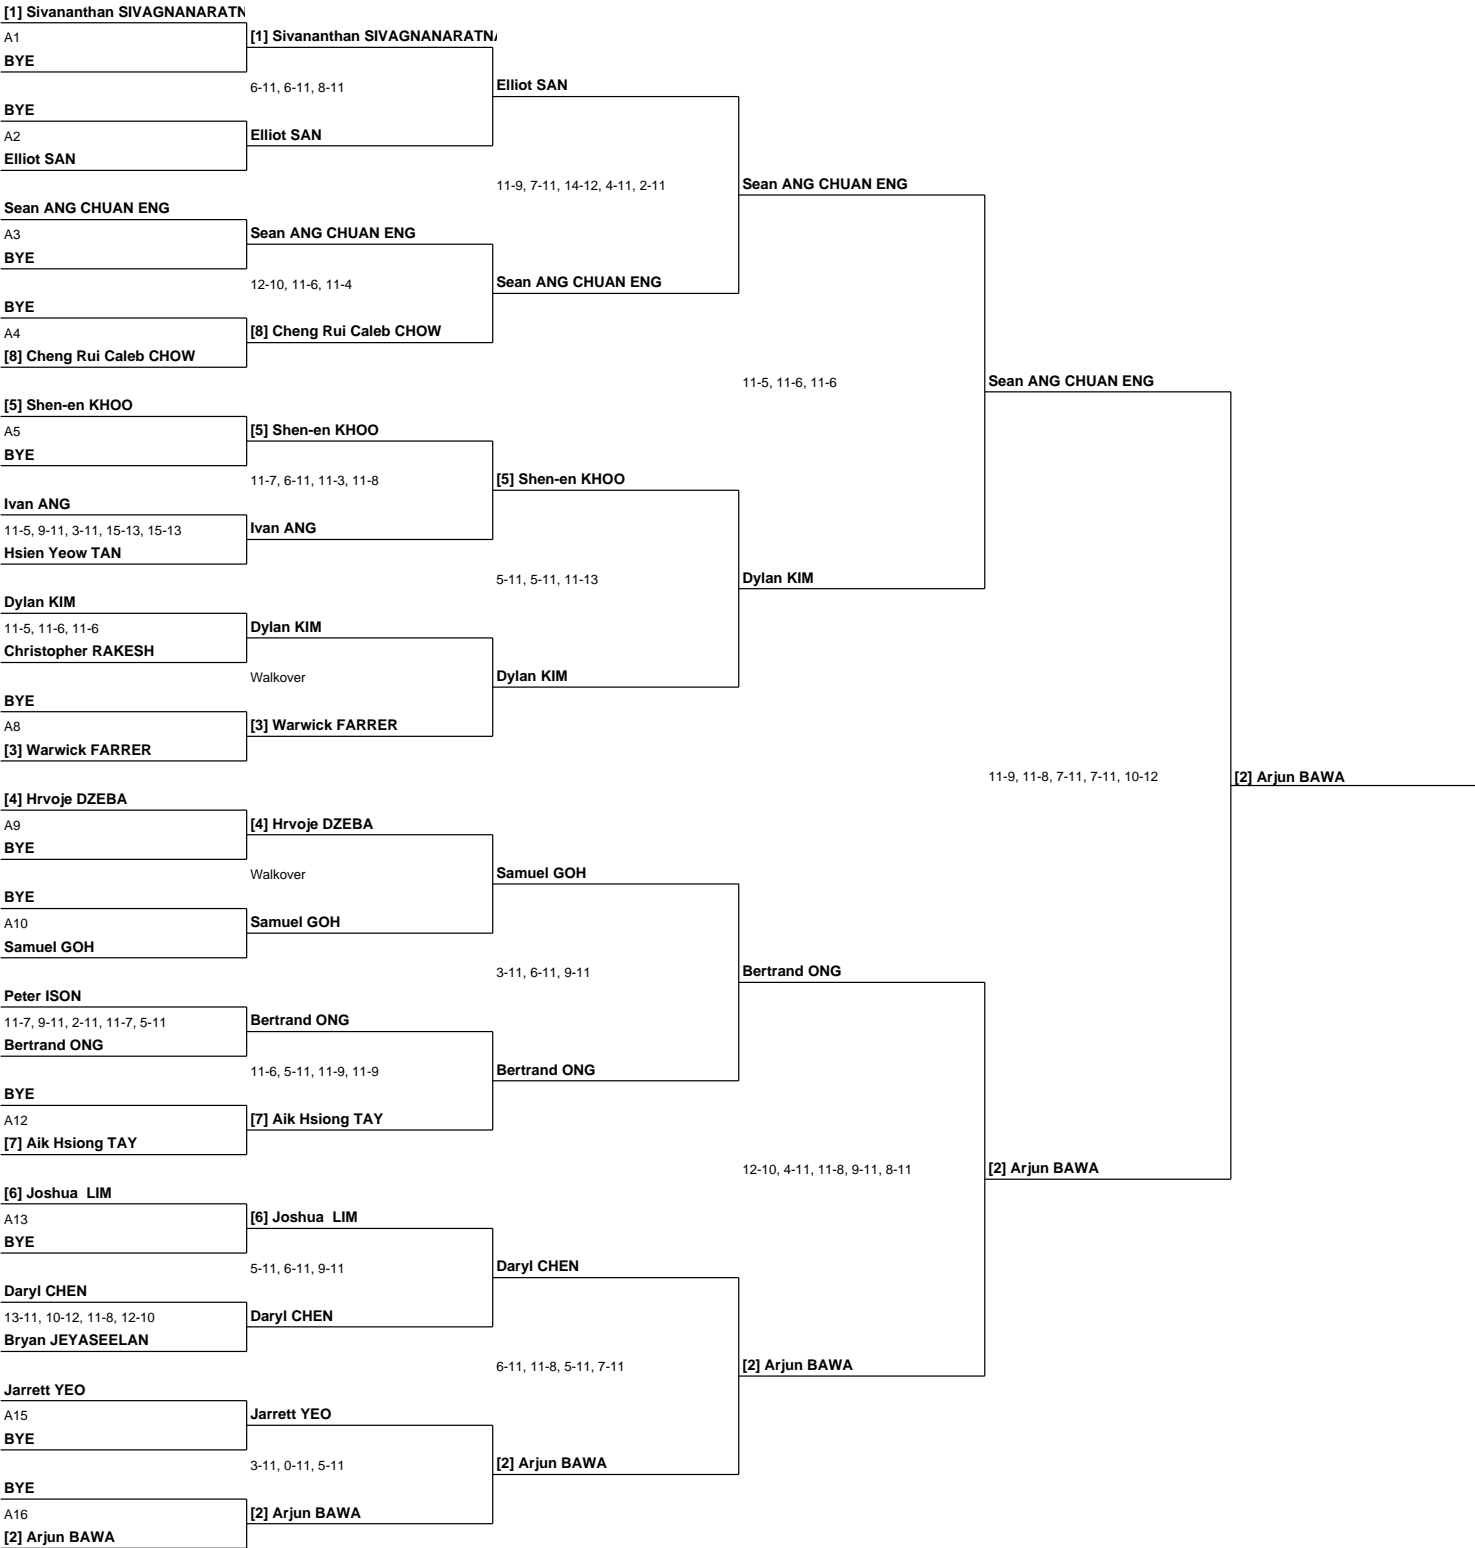 [1] Sivananthan SIVAGNANARATN
A1
BYE
[1] Sivananthan SIVAGNANARATNA
6-11, 6-11, 8-11
BYE
A2
Elliot SAN
Elliot SAN
Elliot SAN
11-9, 7-11, 14-12, 4-11, 2-11
Sean ANG CHUAN ENG
A3
BYE
Sean ANG CHUAN ENG
12-10, 11-6, 11-4
BYE
A4
[8] Cheng Rui Caleb CHOW
[8] Cheng Rui Caleb CHOW
Sean ANG CHUAN ENG
Sean ANG CHUAN ENG
11-5, 11-6, 11-6
[5] Shen-en KHOO
A5
BYE
[5] Shen-en KHOO
11-7, 6-11, 11-3, 11-8
Ivan ANG
11-5, 9-11, 3-11, 15-13, 15-13
Hsien Yeow TAN
Ivan ANG
[5] Shen-en KHOO
5-11, 5-11, 11-13
Dylan KIM
11-5, 11-6, 11-6
Christopher RAKESH
Dylan KIM
Walkover
BYE
A8
[3] Warwick FARRER
[3] Warwick FARRER
Dylan KIM
Dylan KIM
Sean ANG CHUAN ENG
11-9, 11-8, 7-11, 7-11, 10-12
[2] Arjun BAWA
[4] Hrvoje DZEBA
A9
BYE
[4] Hrvoje DZEBA
Walkover
BYE
A10
Samuel GOH
Samuel GOH
Samuel GOH
3-11, 6-11, 9-11
Peter ISON
11-7, 9-11, 2-11, 11-7, 5-11
Bertrand ONG
Bertrand ONG
11-6, 5-11, 11-9, 11-9
BYE
A12
[7] Aik Hsiong TAY
[7] Aik Hsiong TAY
Bertrand ONG
Bertrand ONG
12-10, 4-11, 11-8, 9-11, 8-11
[2] Arjun BAWA
[6] Joshua  LIM
A13
BYE
[6] Joshua  LIM
5-11, 6-11, 9-11
Daryl CHEN
13-11, 10-12, 11-8, 12-10
Bryan JEYASEELAN
Daryl CHEN
Daryl CHEN
6-11, 11-8, 5-11, 7-11
[2] Arjun BAWA
Jarrett YEO
A15
BYE
Jarrett YEO
3-11, 0-11, 5-11
BYE
A16
[2] Arjun BAWA
[2] Arjun BAWA
[2] Arjun BAWA